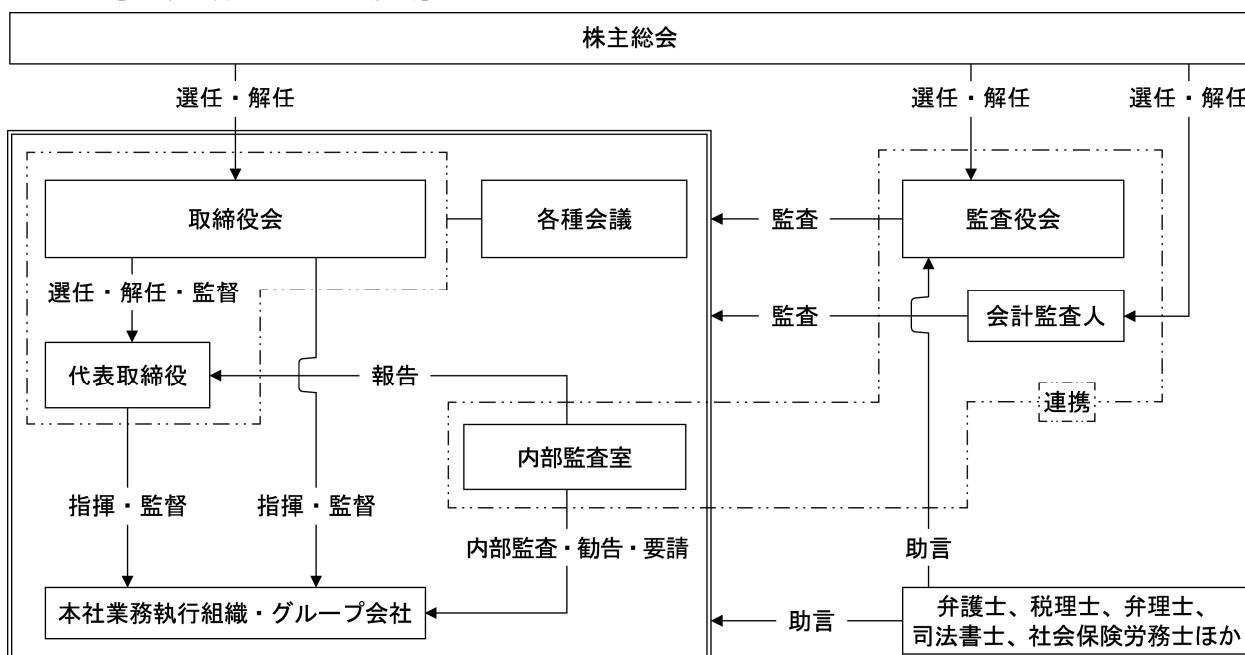 株主総会
選任・解任
選任・解任
選任・解任
取締役会
各種会議
監査
監査役会
選任・解任・監督
監査
会計監査人
代表取締役
報告
連携
内部監査室
指揮・監督
指揮・監督
内部監査・勧告・要請
助言
本社業務執行組織・グループ会社
助言
弁護士、税理士、弁理士、
司法書士、社会保険労務士ほか